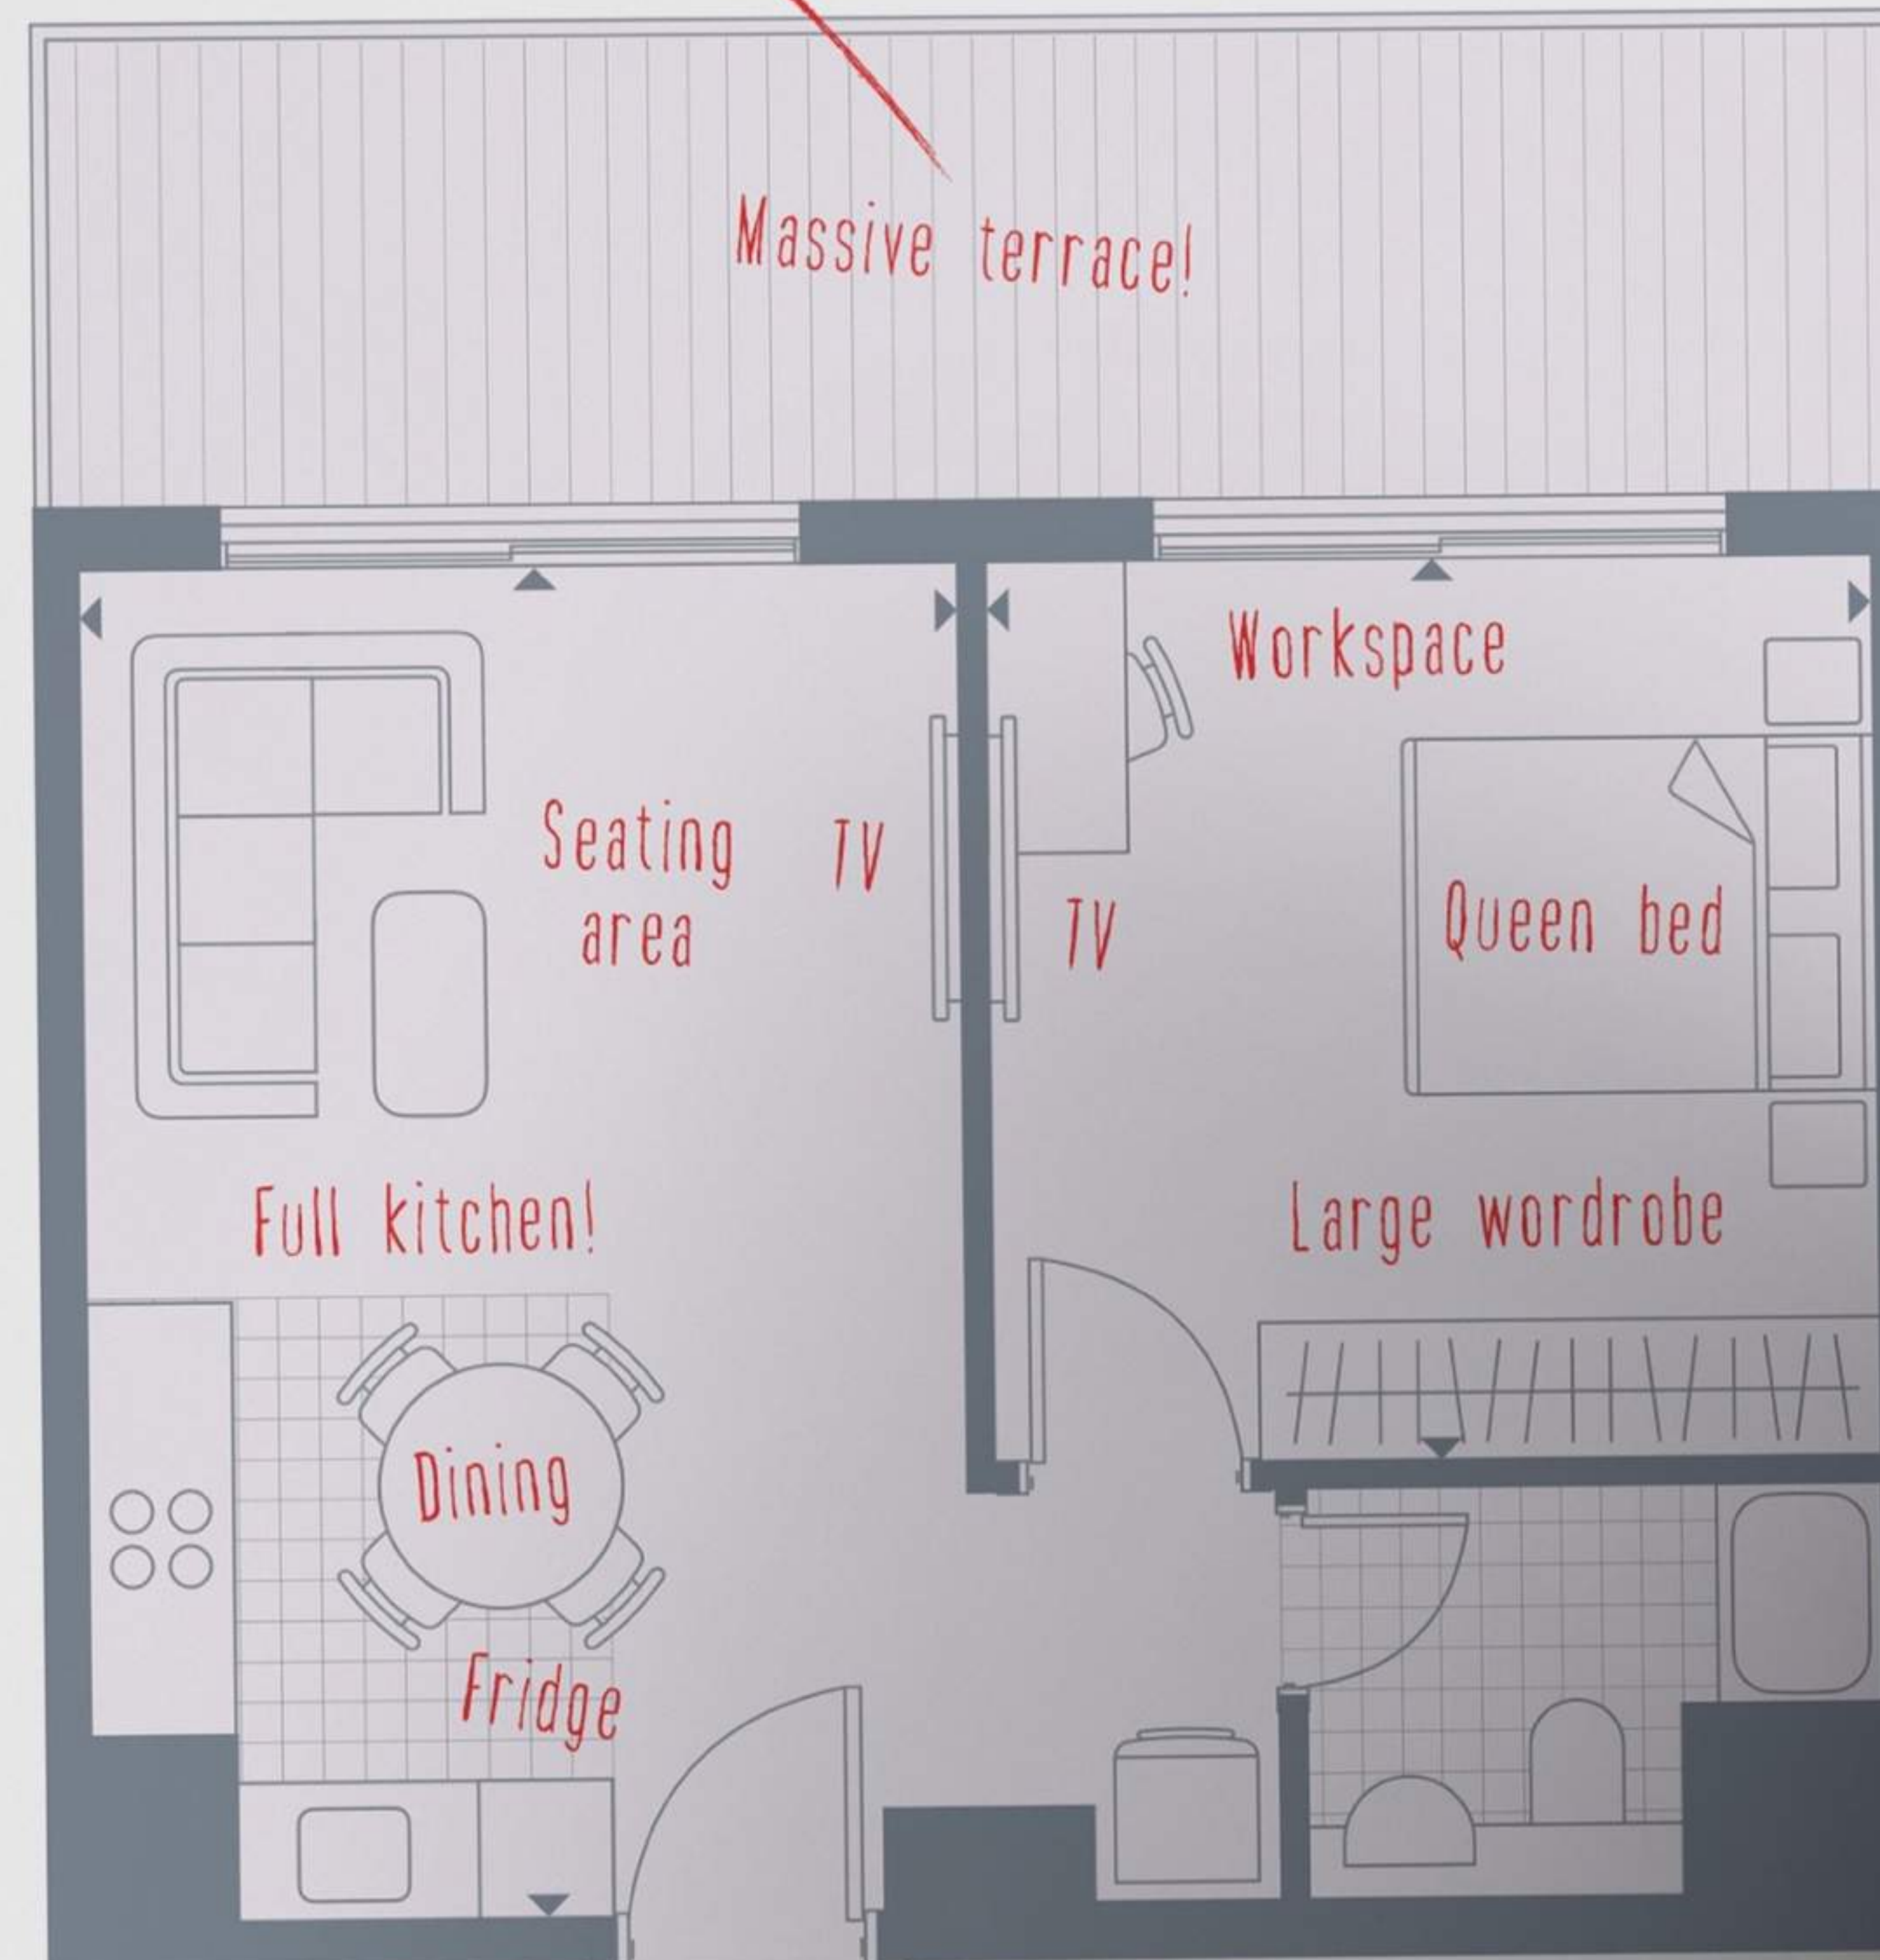 Massive terrace!
Workspace
Seating
area
TV
TV
Queen bed
Full kitchen!
Large wordrobe
Dining
Fridge